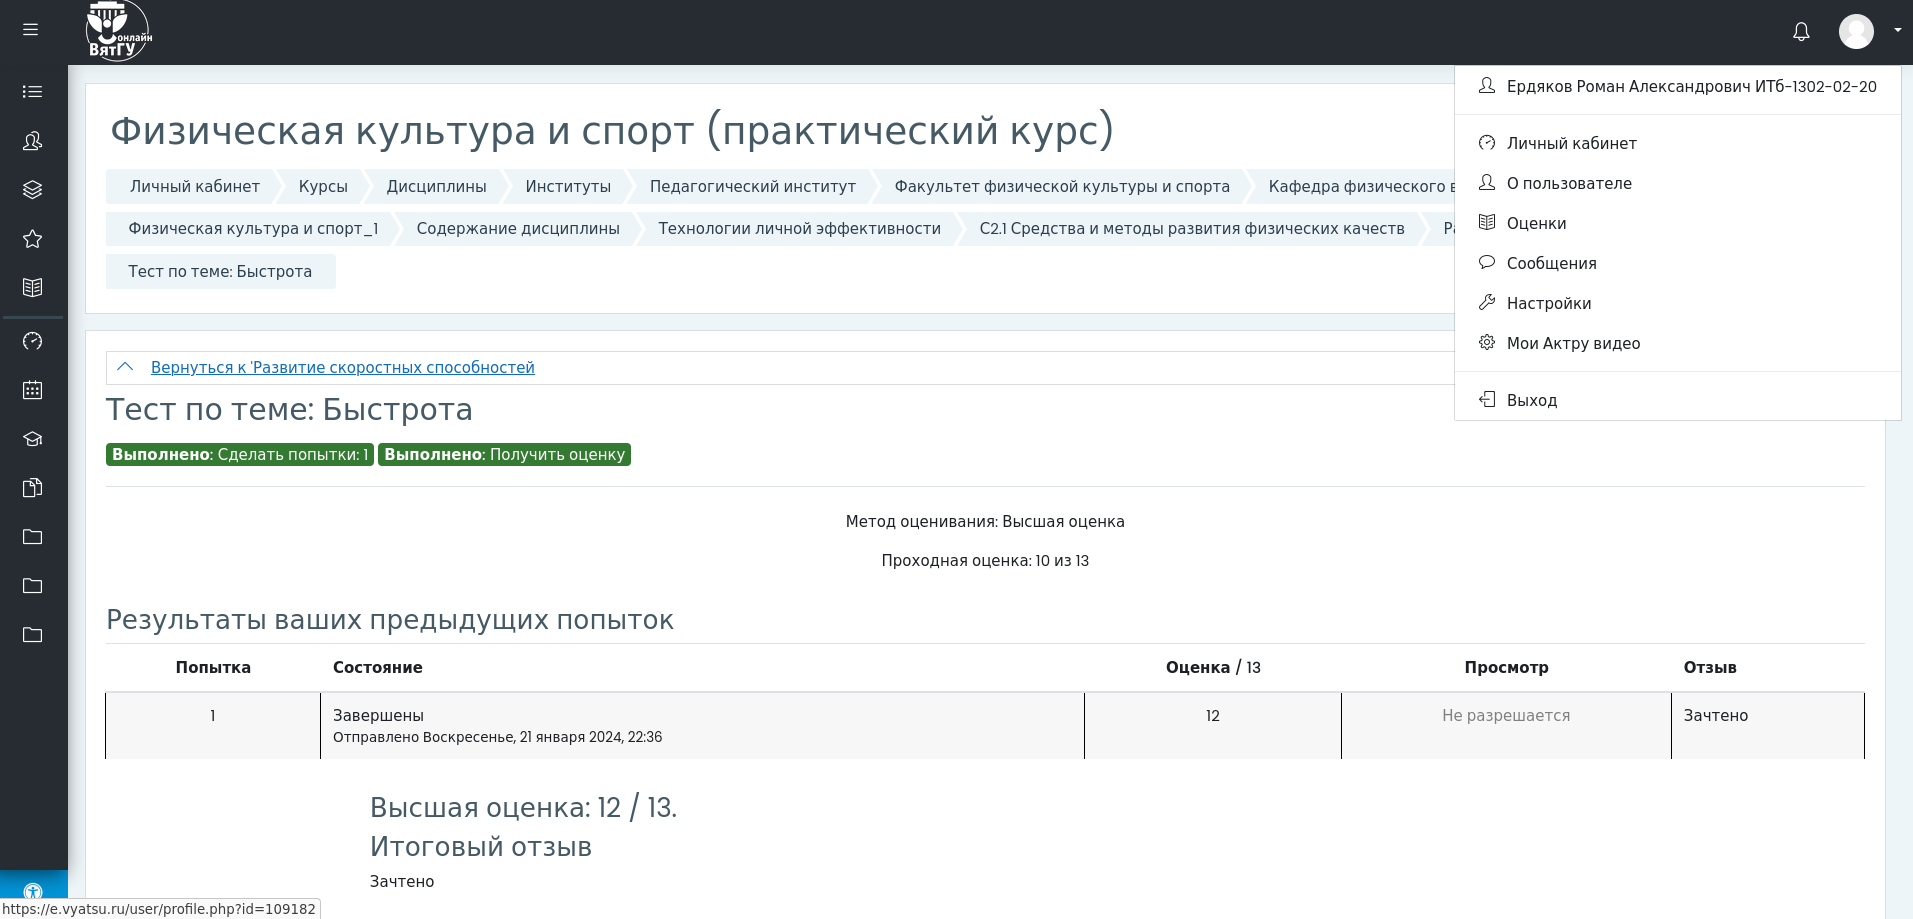 онлайн
ВятГУ
Ердяков Роман Александрович ИТб-1302-02-20
Личный кабинет
О пользователе
Оценки
Сообщения
Настройки
Мои Актру видео
Выход
Физическая культура и спорт (практический курс)
Личный кабинет Курсы Дисциплины Институты Педагогический институт Факультет физической культуры и спорта Кафедра физического
Физическая культура и спорт_1 Содержание дисциплины Технологии личной эффективности С2.1 Средства и методы развития физических качеств
Тест по теме: Быстрота
Вернуться к 'Развитие скоростных способностей
Тест по теме: Быстрота
Выполнено: Сделать попытки: 1 Выполнено: Получить оценку
Метод оценивания: Высшая оценка
Проходная оценка: 10 из 13
Результаты ваших предыдущих попыток
Попытка Состояние Оценка / 13 Просмотр Отзыв
1 Завершены 12 Не разрешается Зачтено
Отправлено Воскресенье, 21 января 2024, 22:36
Высшая оценка: 12 / 13.
Итоговый отзыв
Зачтено
https://e.vyatsu.ru/user/profile.php?id=109182